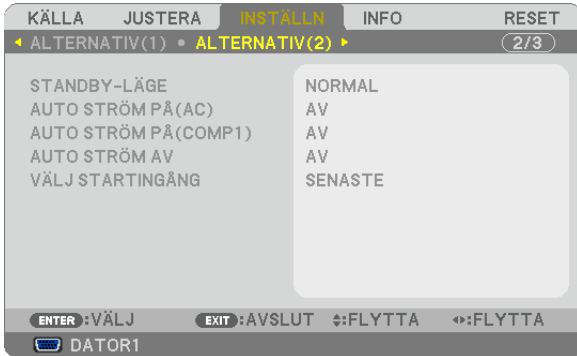 KÄLLA JUSTERA INSTÄLLN INFO RESET
ALTERNATIV(1) • ALTERNATIV(2) 2/3
STANDBY-LÄGE NORMAL
AUTO STRÖM PÅ(AC) AV
AUTO STRÖM PÅ(COMP1) AV
AUTO STRÖM AV AV
VÄLJ STARTINGÅNG SENASTE
ENTER :VÄLJ EXIT :AVSLUT :FLYTTA :FLYTTA
DATOR1